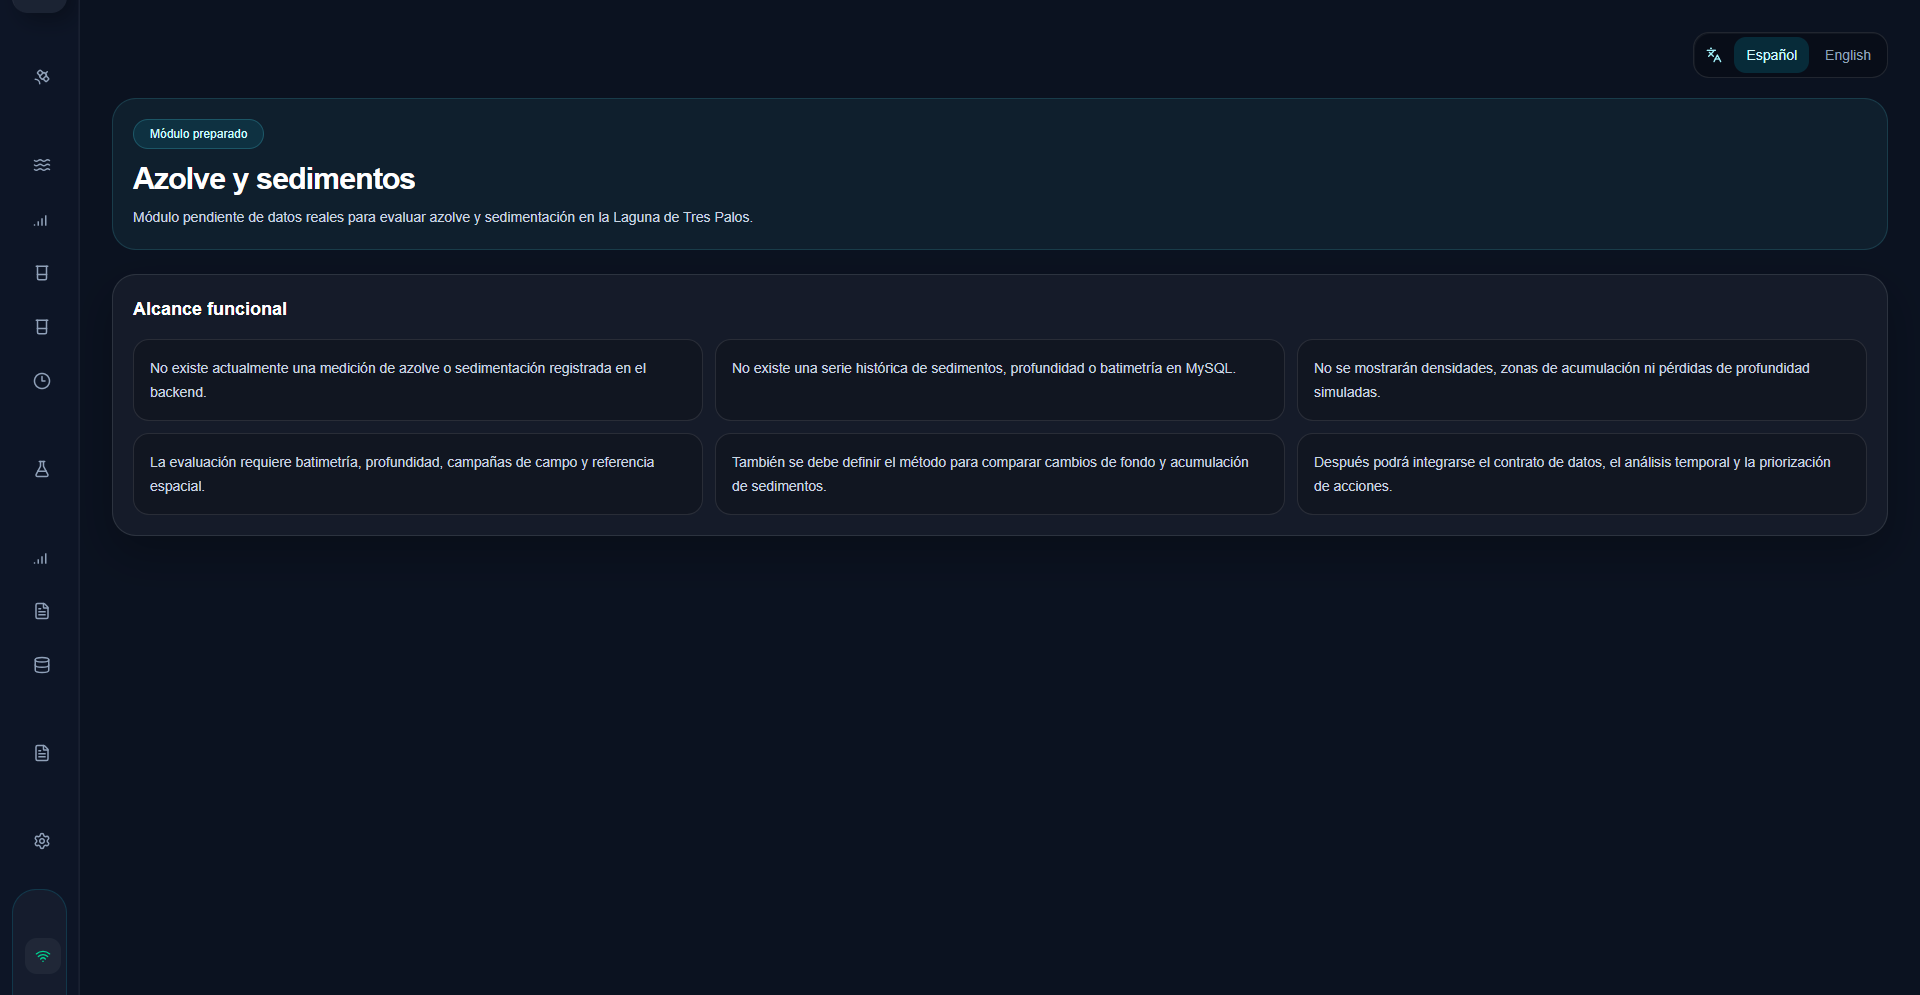 Español
English
Módulo preparado
Azolve y sedimentos
Módulo pendiente de datos reales para evaluar azolve y sedimentación en la Laguna de Tres Palos.
Alcance funcional
No existe actualmente una medición de azolve o sedimentación registrada en el
backend.
No existe una serie histórica de sedimentos, profundidad o batimetría en MySQL.
No se mostrarán densidades, zonas de acumulación ni pérdidas de profundidad
simuladas.
La evaluación requiere batimetría, profundidad, campañas de campo y referencia
espacial.
También se debe definir el método para comparar cambios de fondo y acumulación
de sedimentos.
Después podrá integrarse el contrato de datos, el análisis temporal y la priorización
de acciones.